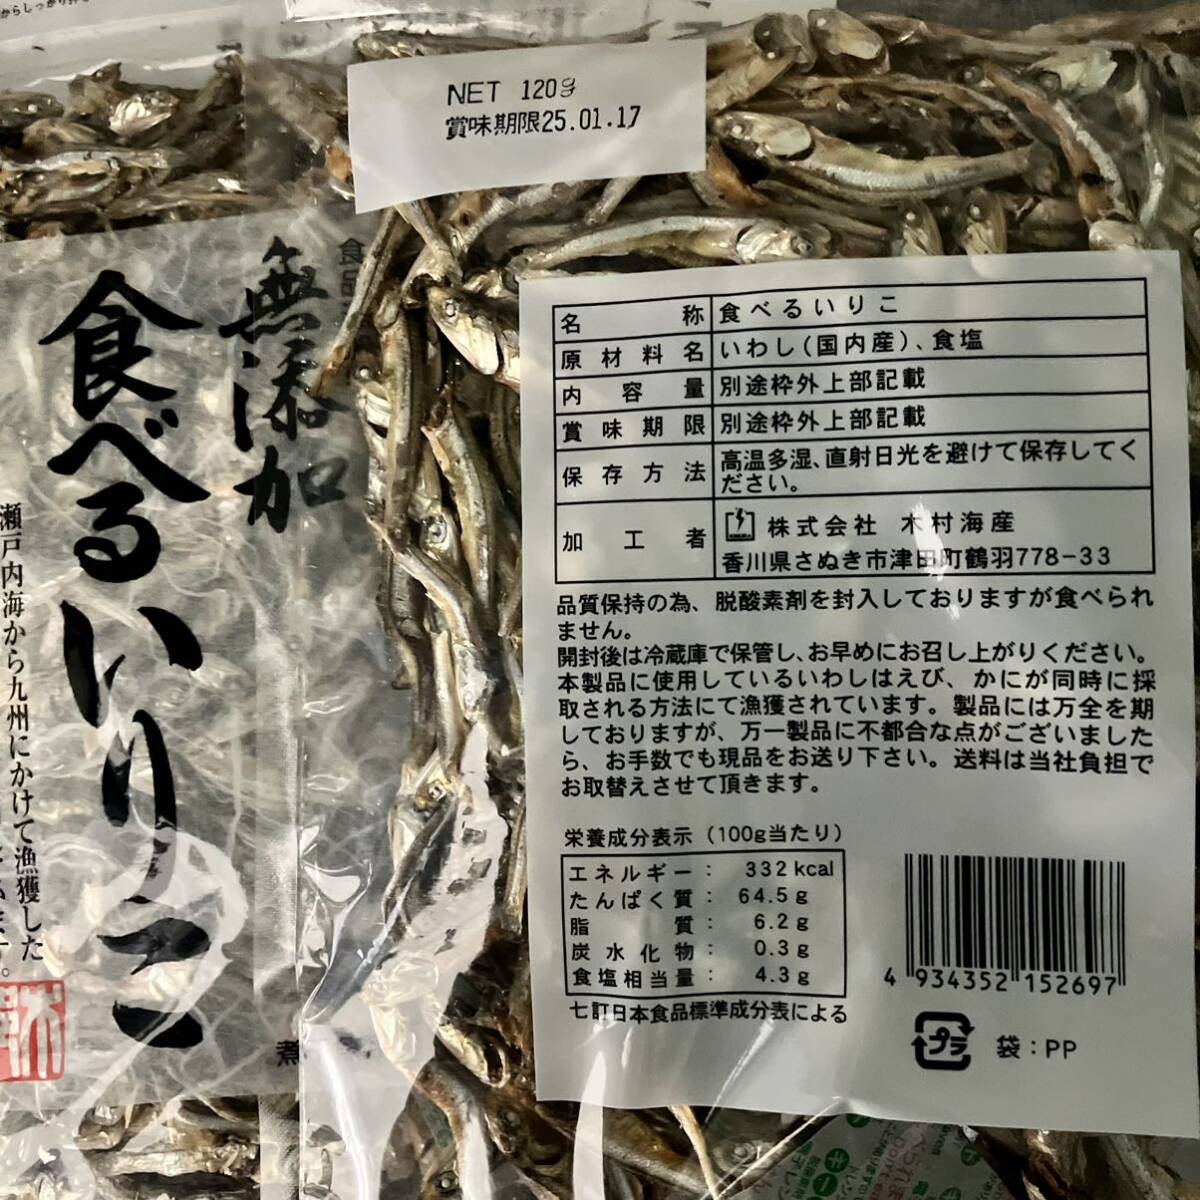 NET 120g
賞味期限25.01.17
無添加
食べるいりこ
瀬戸内海から九州にかけて漁獲した
名称 食べるいりこ
原材料名 いわし(国内産)、食塩
内容量 別途枠外上部記載
賞味期限 別途枠外上部記載
保存方法 高温多湿、直射日光を避けて保存してく
ださい。
加工者 株式会社 木村海産
香川県さぬき市津田町鶴羽778-33
品質保持の為、脱酸素剤を封入しておりますが食べられ
ません。
開封後は冷蔵庫で保管し、お早めにお召し上がりください。
本製品に使用しているいわしはえび、かにが同時に採
取される方法にて漁獲されています。製品には万全を期
しておりますが、万一製品に不都合な点がございました
ら、お手数でも現品をお送り下さい。送料は当社負担で
お取替えさせて頂きます。
栄養成分表示(100g当たり)
エネルギー: 332kcal
たんぱく質: 64.5g
脂質: 6.2g
炭水化物: 0.3g
食塩相当量: 4.3g
七訂日本食品標準成分表による
4 934352 152697
プラ 袋:PP